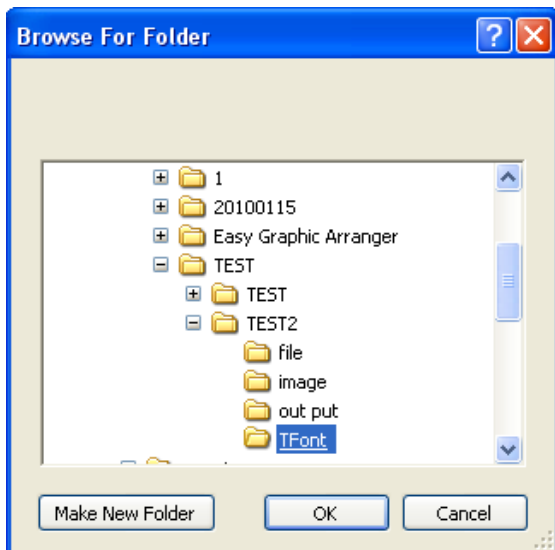 Browse For Folder
1
20100115
Easy Graphic Arranger
TEST
TEST
TEST2
file
image
out put
TFont
Make New Folder
OK
Cancel